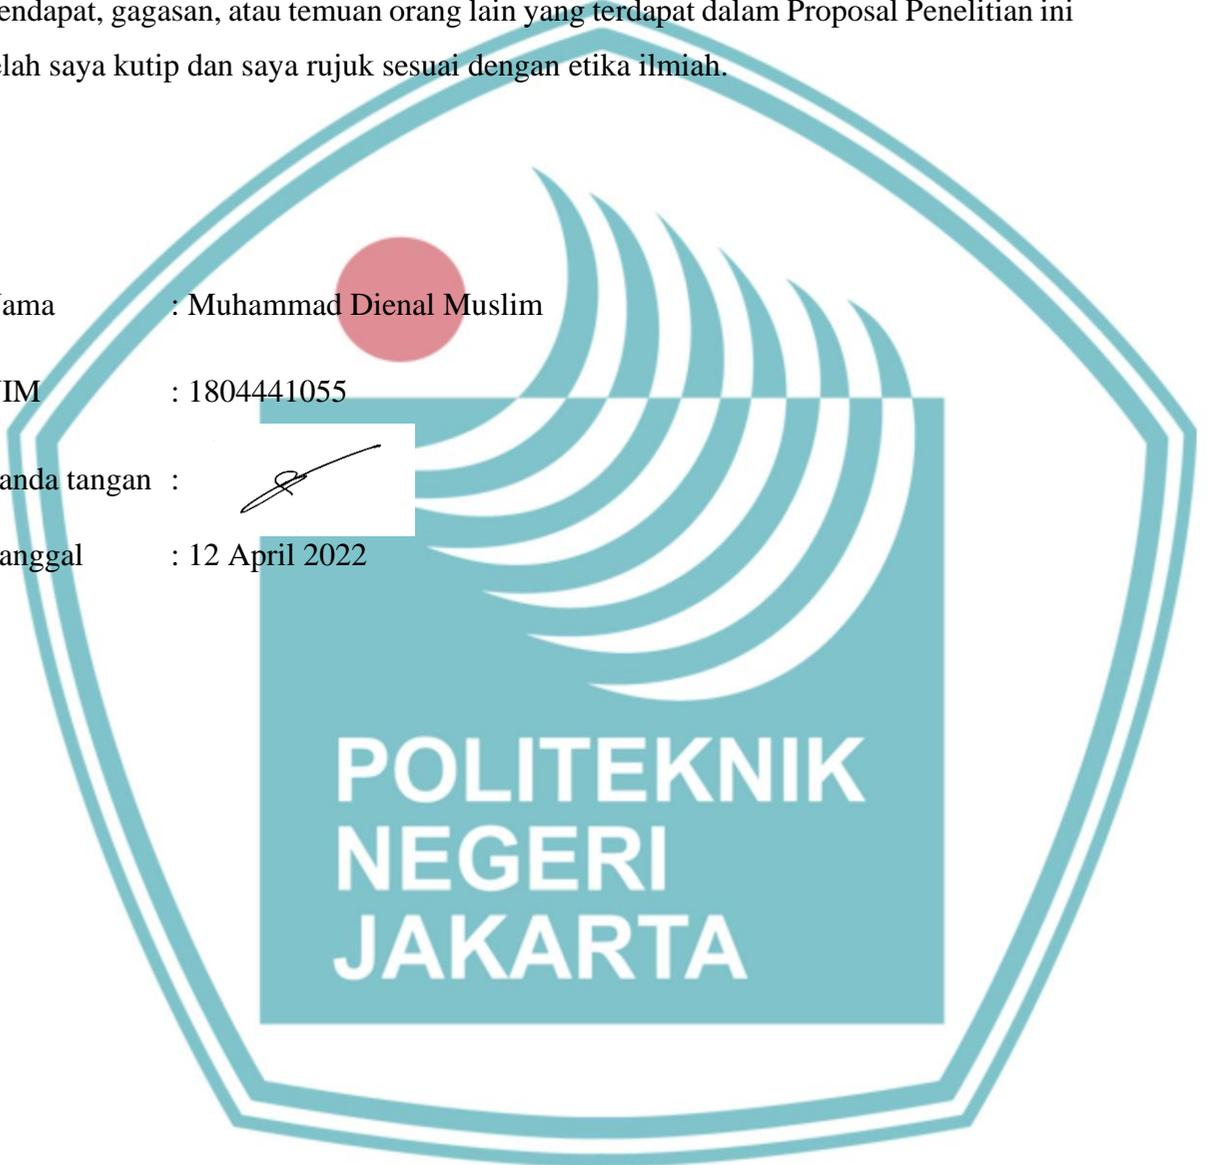 endapat, gagasan, atau temuan orang lain yang terdapat dalam Proposal Penelitian ini
elah saya kutip dan saya rujuk sesuai dengan etika ilmiah.
ama : Muhammad Dienal Muslim
IM : 1804441055
anda tangan :
anggal : 12 April 2022
POLITEKNIK
NEGERI
JAKARTA